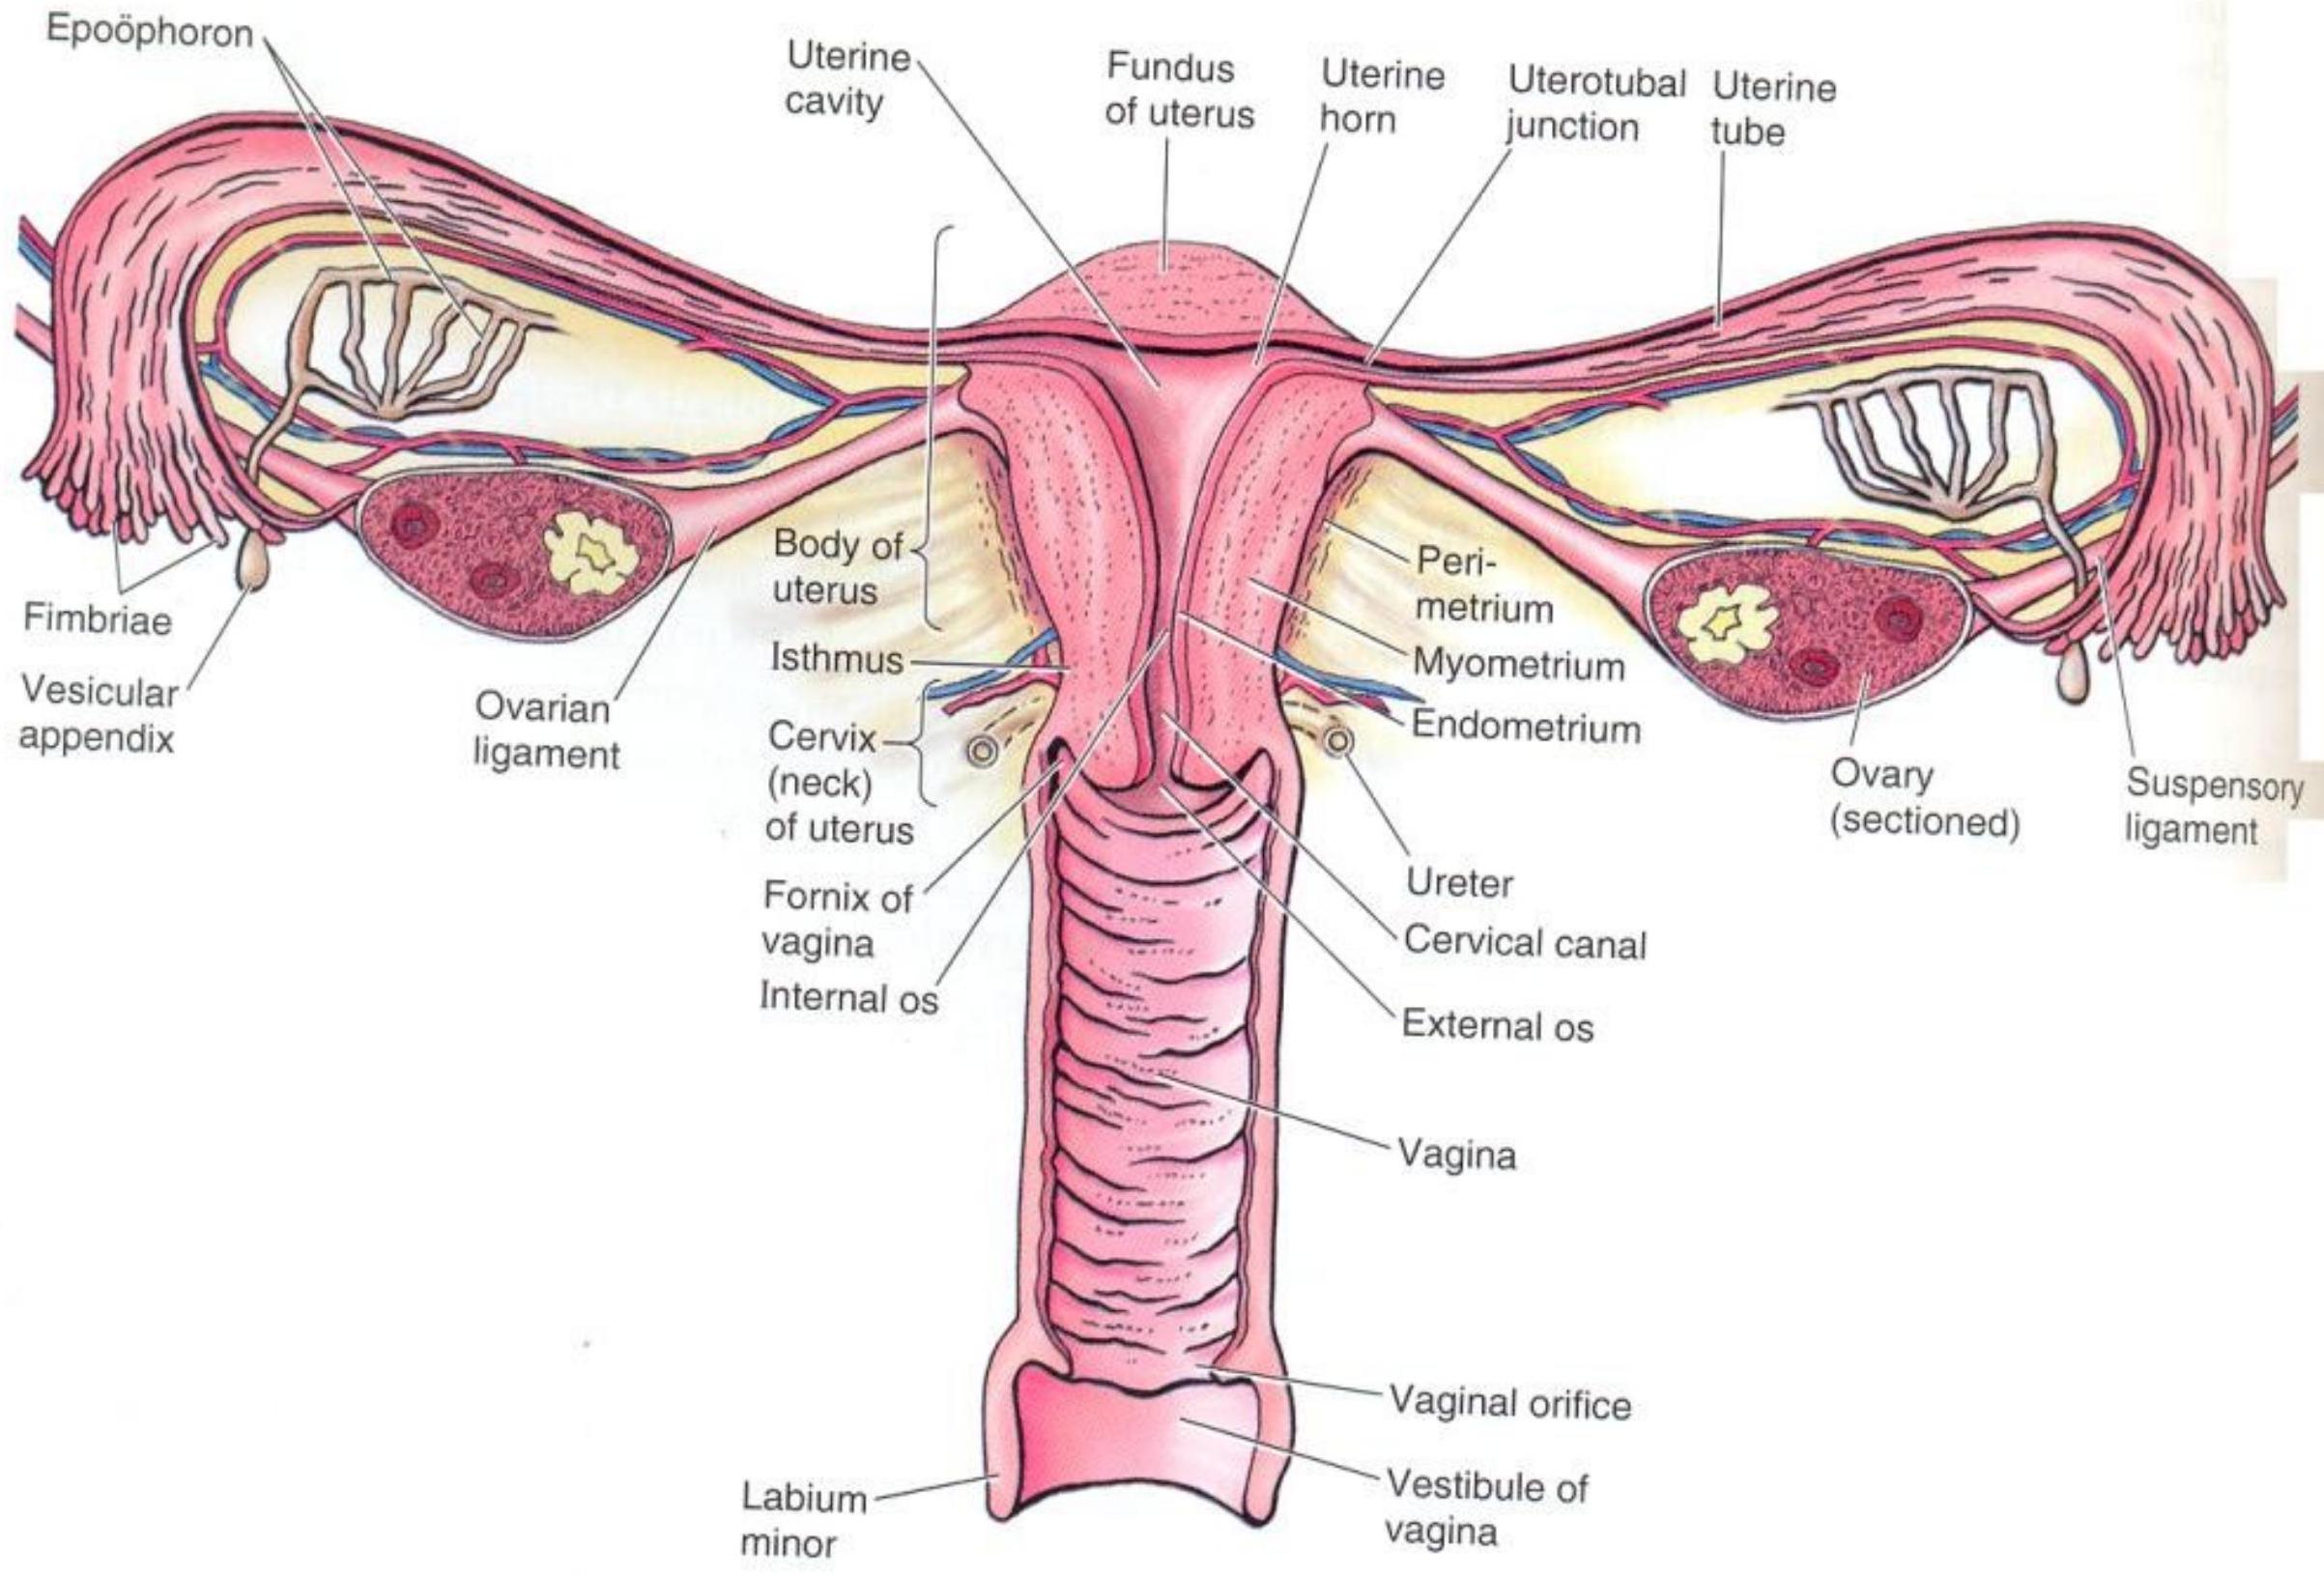 Epoöphoron
Uterine
cavity
Fundus
of uterus
Uterine
horn
Uterotubal
junction
Uterine
tube
Body of
uterus
Isthmus
Cervix
(neck)
of uterus
Fornix of
vagina
Internal os
Fimbriae
Vesicular
appendix
Ovarian
ligament
Peri-
metrium
Myometrium
Endometrium
Ureter
Cervical canal
External os
Vagina
Ovary
(sectioned)
Suspensory
ligament
Vaginal orifice
Vestibule of
vagina
Labium
minor